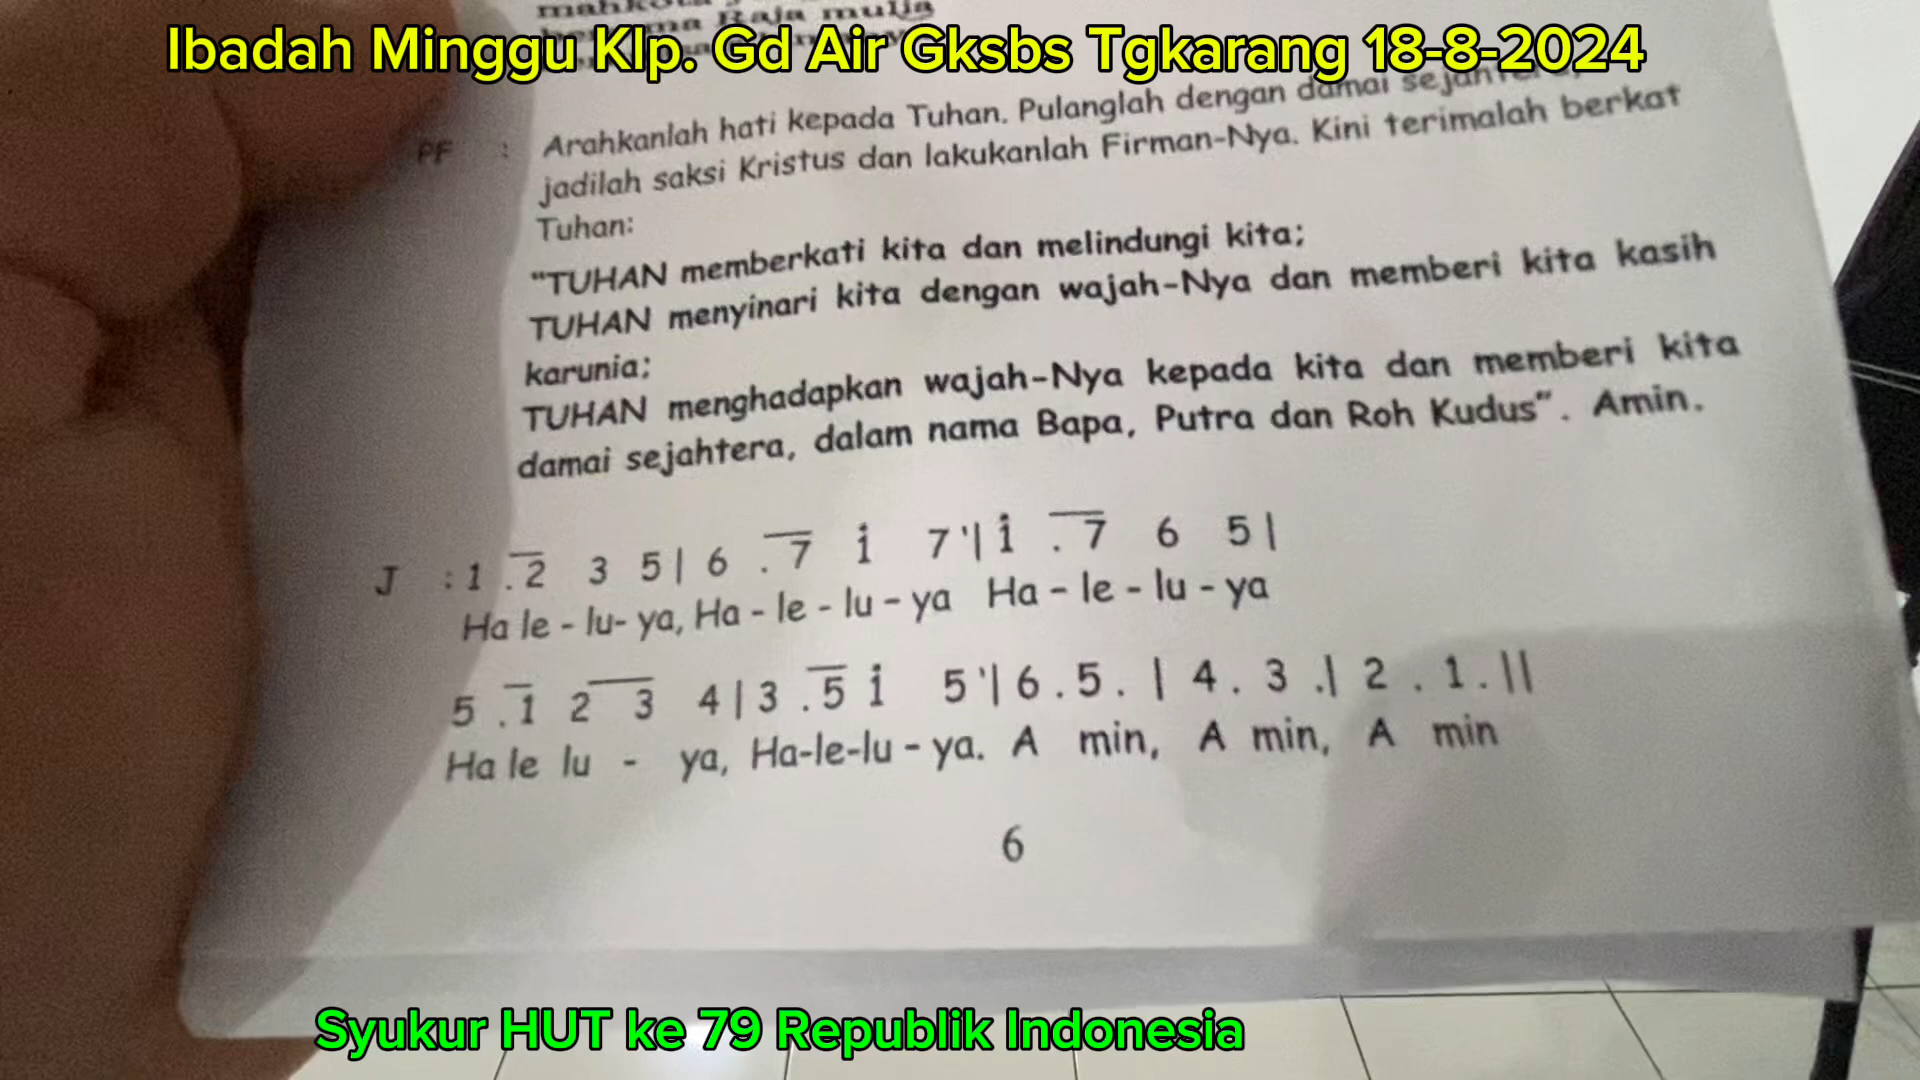 Raja mulia
Ibadah Minggu Klp. Gd Air Gksbs Tgkarang 18-8-2024
PF : Arahkanlah hati kepada Tuhan. Pulanglah dengan damai sejahtera,
jadilah saksi Kristus dan lakukanlah Firman-Nya. Kini terimalah berkat
Tuhan:
"TUHAN memberkati kita dan melindungi kita;
TUHAN menyinari kita dengan wajah-Nya dan memberi kita kasih
karunia;
TUHAN menghadapkan wajah-Nya kepada kita dan memberi kita
damai sejahtera, dalam nama Bapa, Putra dan Roh Kudus". Amin.
J : 1 .̅2̅ 3 5| 6 .̅ ̅7̅ i 7'| i .̅ ̅7̅ 6 5|
Ha le - lu- ya, Ha - le - lu - ya Ha - le - lu - ya
5 .̅1̅ 2̅ ̅3̅ 4|3 .̅5̅ i 5'|6.5. | 4. 3 .| 2 . 1.||
Ha le lu - ya, Ha-le-lu - ya. A min, A min, A min
6
Syukur HUT ke 79 Republik Indonesia